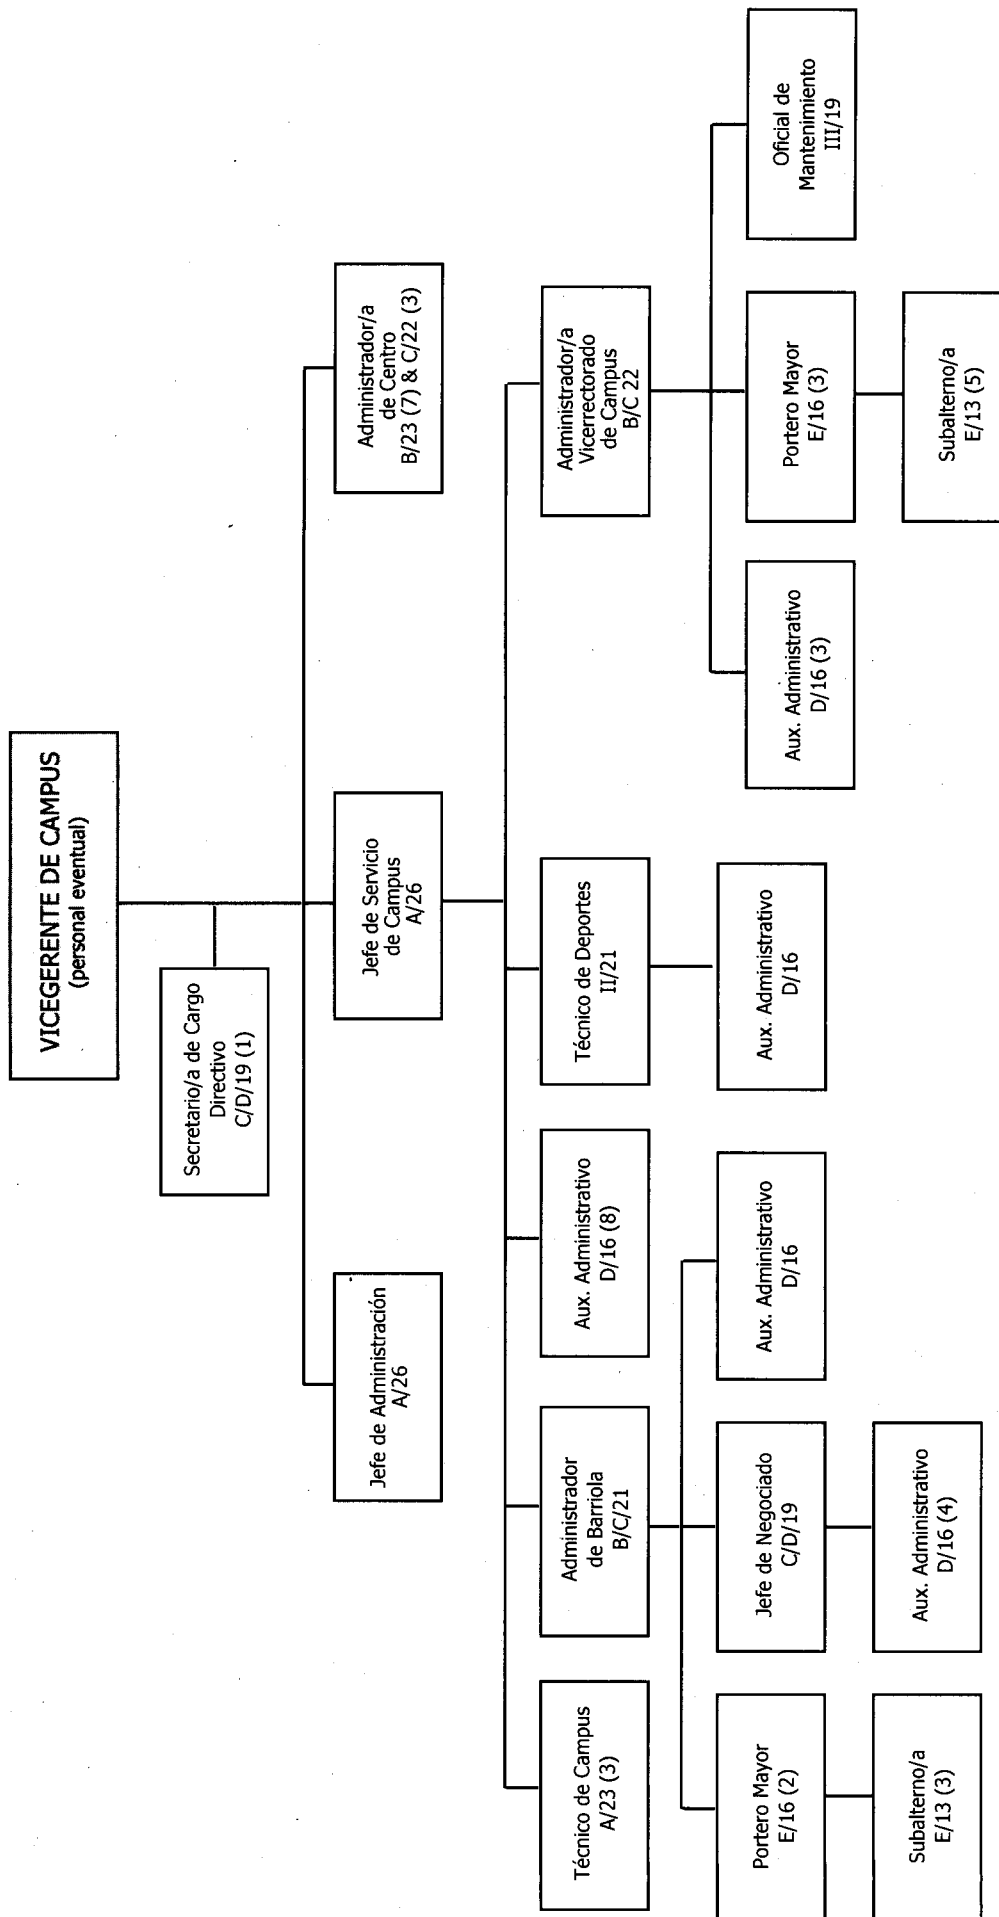 VICEGERENTE DE CAMPUS
(personal eventual)
Secretario/a de Cargo
Directivo
C/D/19 (1)
Jefe de Administración
A/26
Jefe de Servicio
de Campus
A/26
Administrador/a
de Centro
B/23 (7) & C/22 (3)
Técnico de Campus
A/23 (3)
Administrador
de Barriola
B/C/21
Aux. Administrativo
D/16 (8)
Técnico de Deportes
II/21
Administrador/a
Vicerrectorado
de Campus
B/C 22
Portero Mayor
E/16 (2)
Jefe de Negociado
C/D/19
Aux. Administrativo
D/16
Aux. Administrativo
D/16
Aux. Administrativo
D/16 (3)
Portero Mayor
E/16 (3)
Oficial de
Mantenimiento
III/19
Subalterno/a
E/13 (3)
Aux. Administrativo
D/16 (4)
Subalterno/a
E/13 (5)